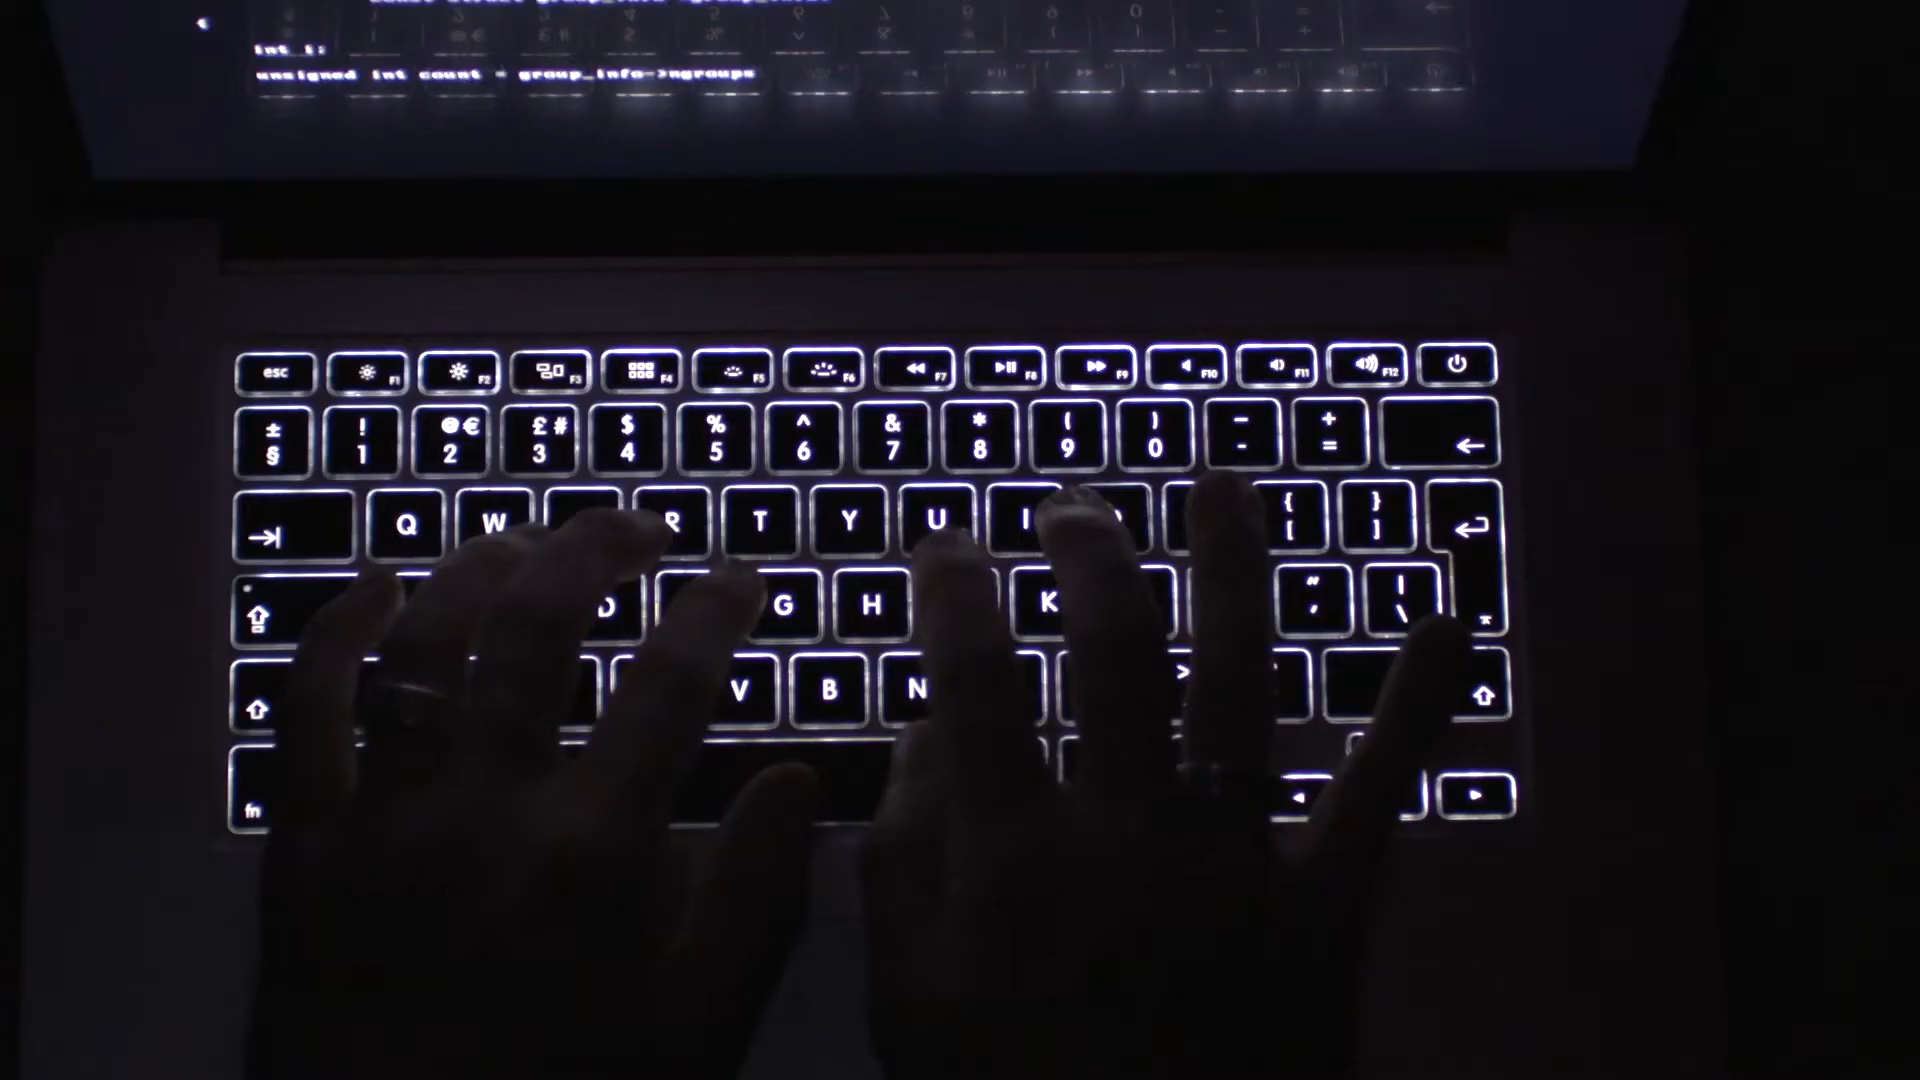 int i;
unsigned int count = group_info->ngroups
esc F1 F2 F3 F4 F5 F6 F7 F8 F9 F10 F11 F12
± ! @ € £ # $ % ^ & * ( ) – +
§ 1 2 3 4 5 6 7 8 9 0 - =
Q W R T Y U I { [ } ]
D G H K " ' | \
V B N >
fn